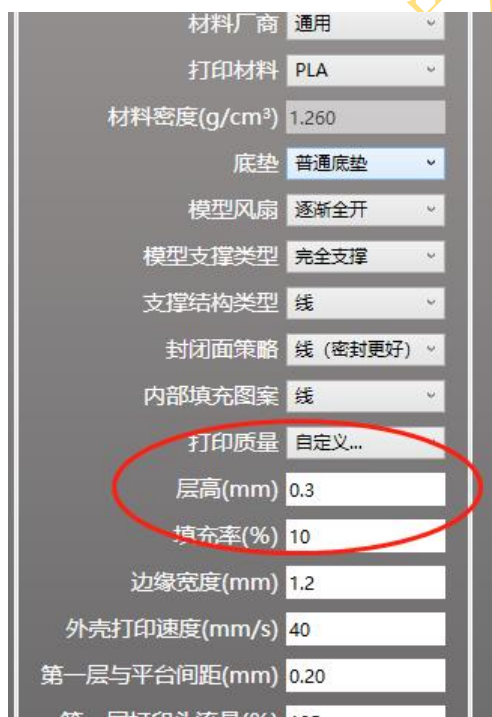 材料厂商 通用
打印材料 PLA
材料密度(g/cm³) 1.260
底垫 普通底垫
模型风扇 逐渐全开
模型支撑类型 完全支撑
支撑结构类型 线
封闭面策略 线（密封更好）
内部填充图案 线
打印质量 自定义...
层高(mm) 0.3
填充率(%) 10
边缘宽度(mm) 1.2
外壳打印速度(mm/s) 40
第一层与平台间距(mm) 0.20